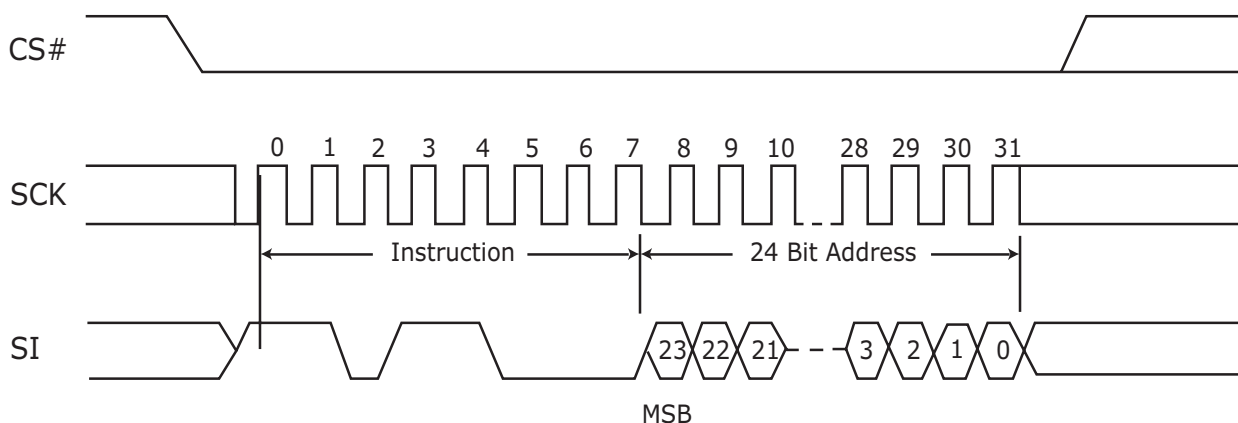 CS#
0 1 2 3 4 5 6 7 8 9 10 28 29 30 31
SCK
Instruction 24 Bit Address
SI 23 22 21 3 2 1 0
MSB